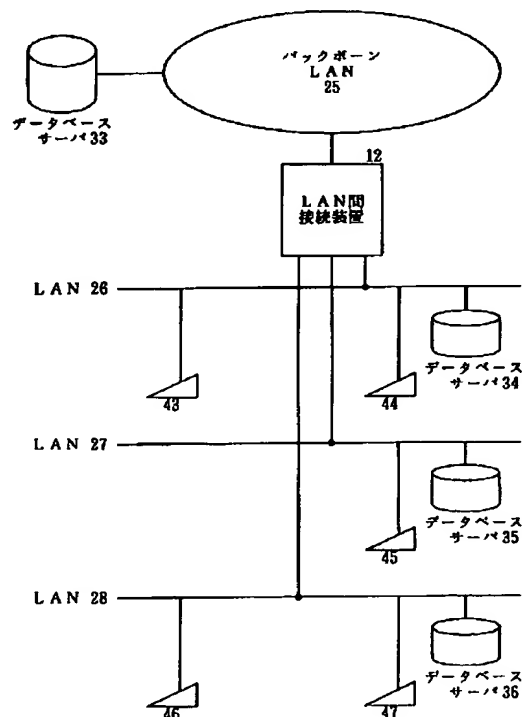 バックボーン
LAN
25
データベース
サーバ33
12
LAN間
接続装置
LAN 26
43
44
データベース
サーバ34
LAN 27
45
データベース
サーバ35
LAN 28
46
47
データベース
サーバ36